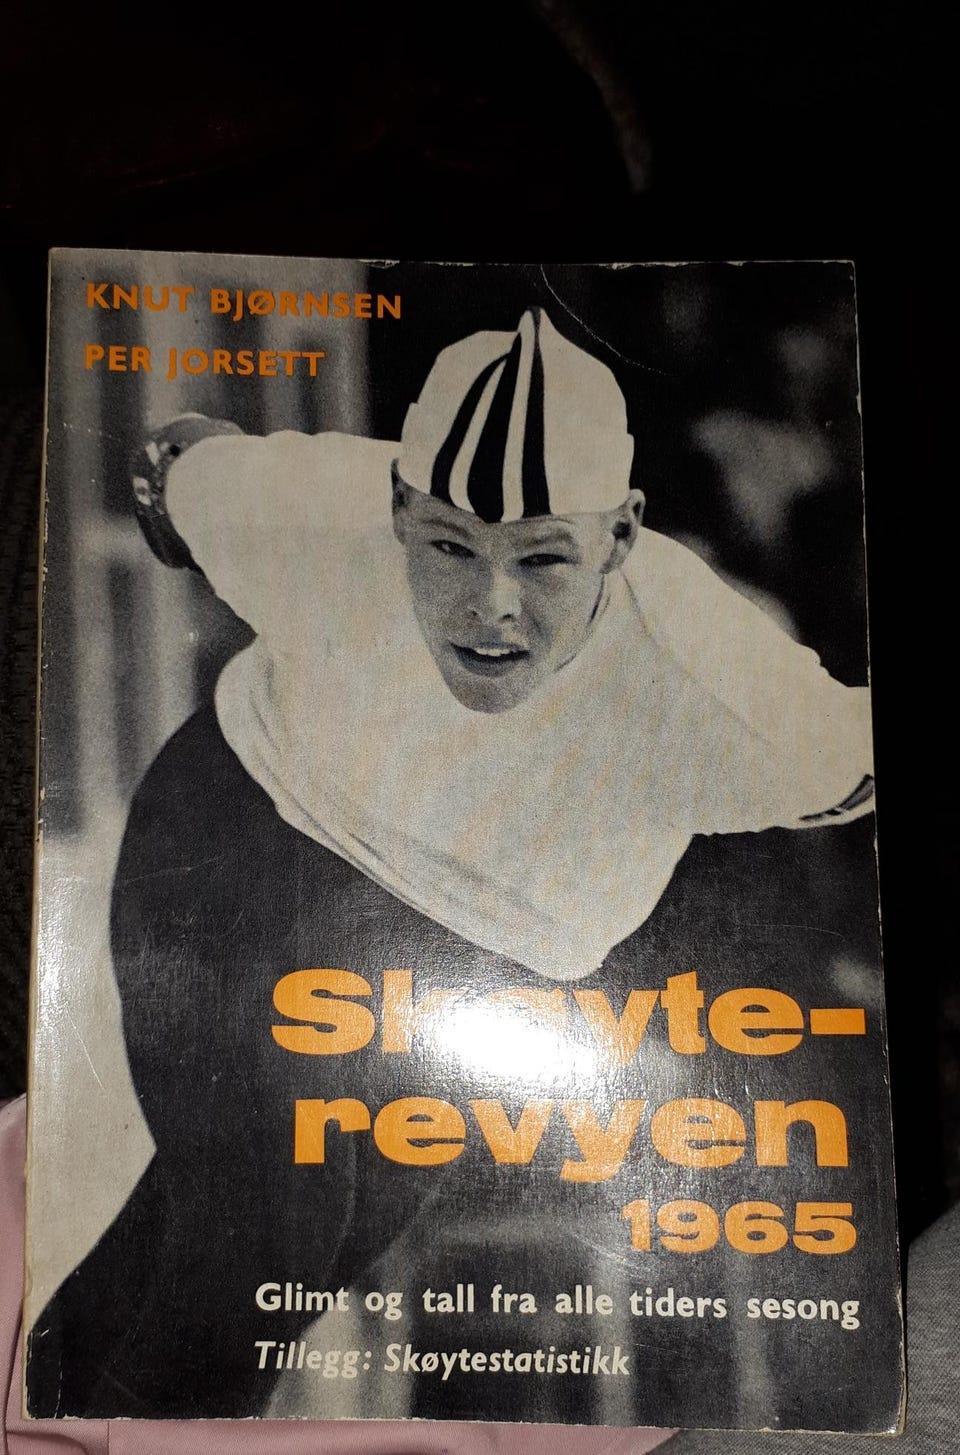 KNUT BJØRNSEN
PER JORSETT
Skøyte-
revyen
1965
Glimt og tall fra alle tiders sesong
Tillegg: Skøytestatistikk